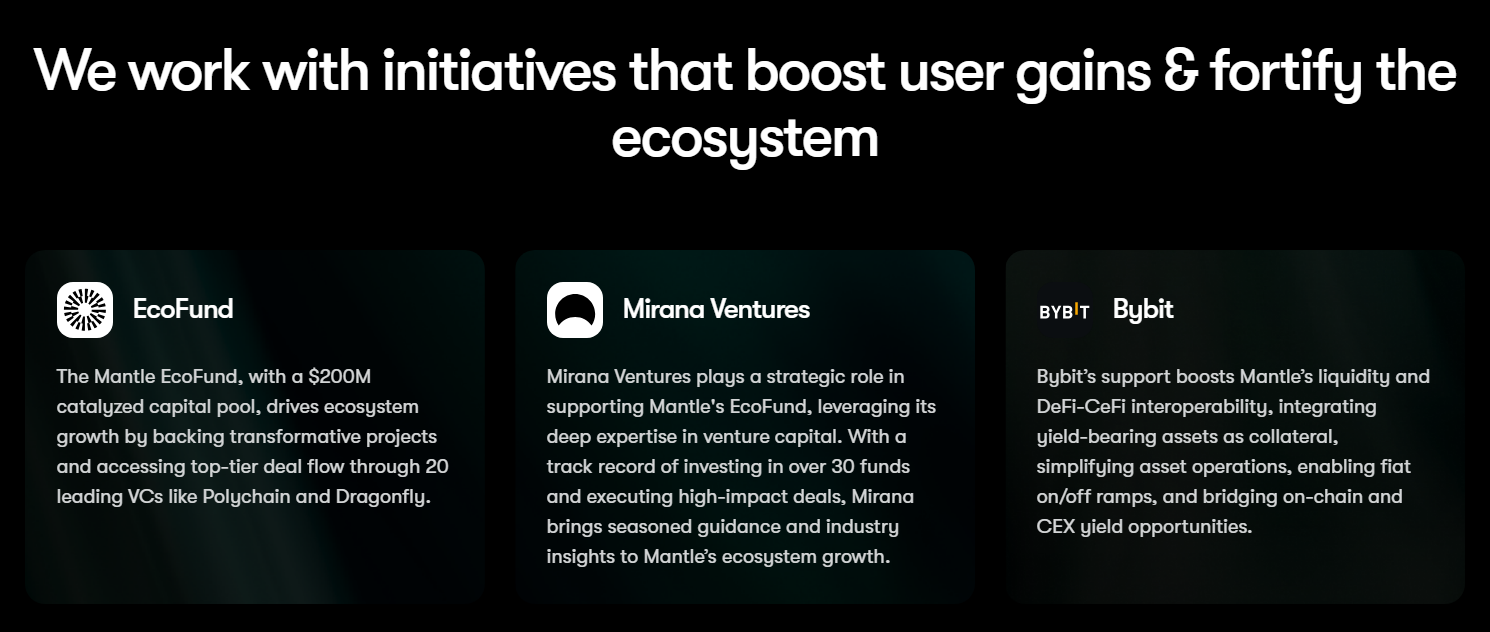 We work with initiatives that boost user gains & fortify the
ecosystem
EcoFund
The Mantle EcoFund, with a $200M
catalyzed capital pool, drives ecosystem
growth by backing transformative projects
and accessing top-tier deal flow through 20
leading VCs like Polychain and Dragonfly.
Mirana Ventures
Mirana Ventures plays a strategic role in
supporting Mantle's EcoFund, leveraging its
deep expertise in venture capital. With a
track record of investing in over 30 funds
and executing high-impact deals, Mirana
brings seasoned guidance and industry
insights to Mantle’s ecosystem growth.
BYBIT Bybit
Bybit’s support boosts Mantle’s liquidity and
DeFi-CeFi interoperability, integrating
yield-bearing assets as collateral,
simplifying asset operations, enabling fiat
on/off ramps, and bridging on-chain and
CEX yield opportunities.